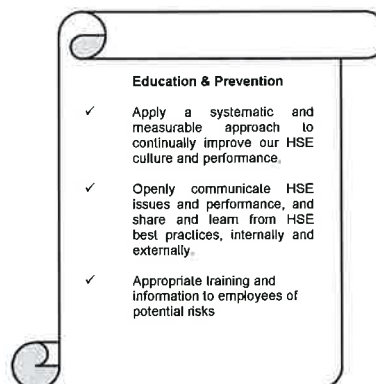 Education & Prevention
✓ Apply a systematic and
measurable approach to
continually improve our HSE
culture and performance.
✓ Openly communicate HSE
issues and performance, and
share and learn from HSE
best practices, internally and
externally.
✓ Appropriate training and
information to employees of
potential risks